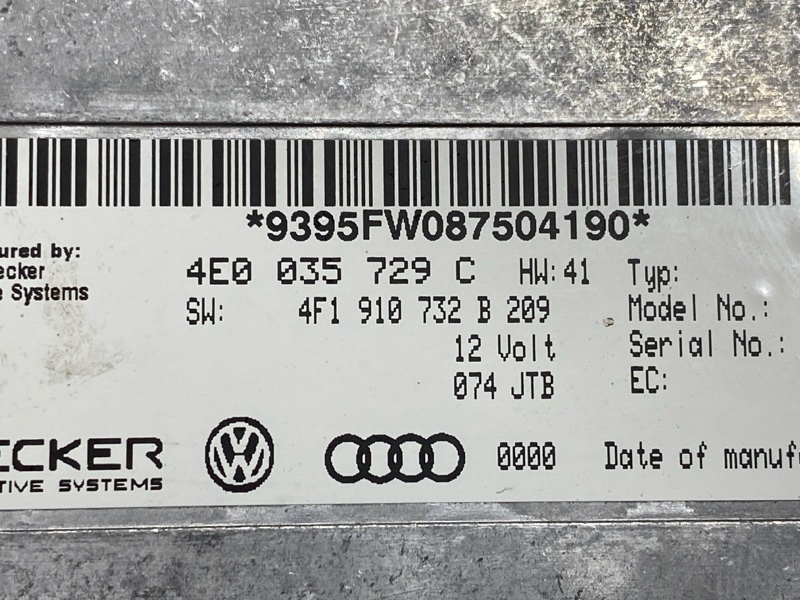 *9395FW087504190*
ured by:
ecker
e Systems
4E0 035 729 C HW:41 Typ:
SW: 4F1 910 732 B 209 Model No.:
12 Volt Serial No.:
074 JTB EC:
ECKER
TIVE SYSTEMS
0000 Date of manufa